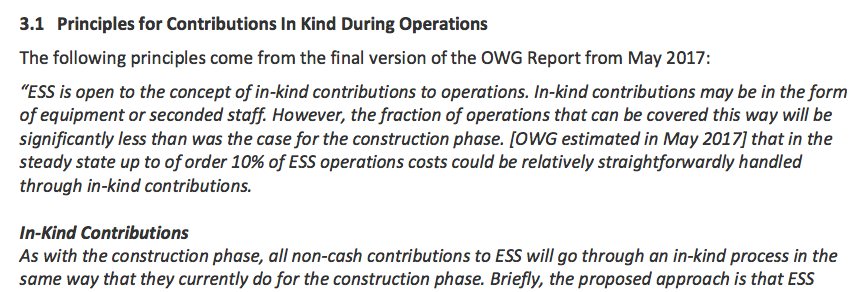 3.1 Principles for Contributions In Kind During Operations
The following principles come from the final version of the OWG Report from May 2017:
“ESS is open to the concept of in-kind contributions to operations. In-kind contributions may be in the form
of equipment or seconded staff. However, the fraction of operations that can be covered this way will be
significantly less than was the case for the construction phase. [OWG estimated in May 2017] that in the
steady state up to of order 10% of ESS operations costs could be relatively straightforwardly handled
through in-kind contributions.
In-Kind Contributions
As with the construction phase, all non-cash contributions to ESS will go through an in-kind process in the
same way that they currently do for the construction phase. Briefly, the proposed approach is that ESS